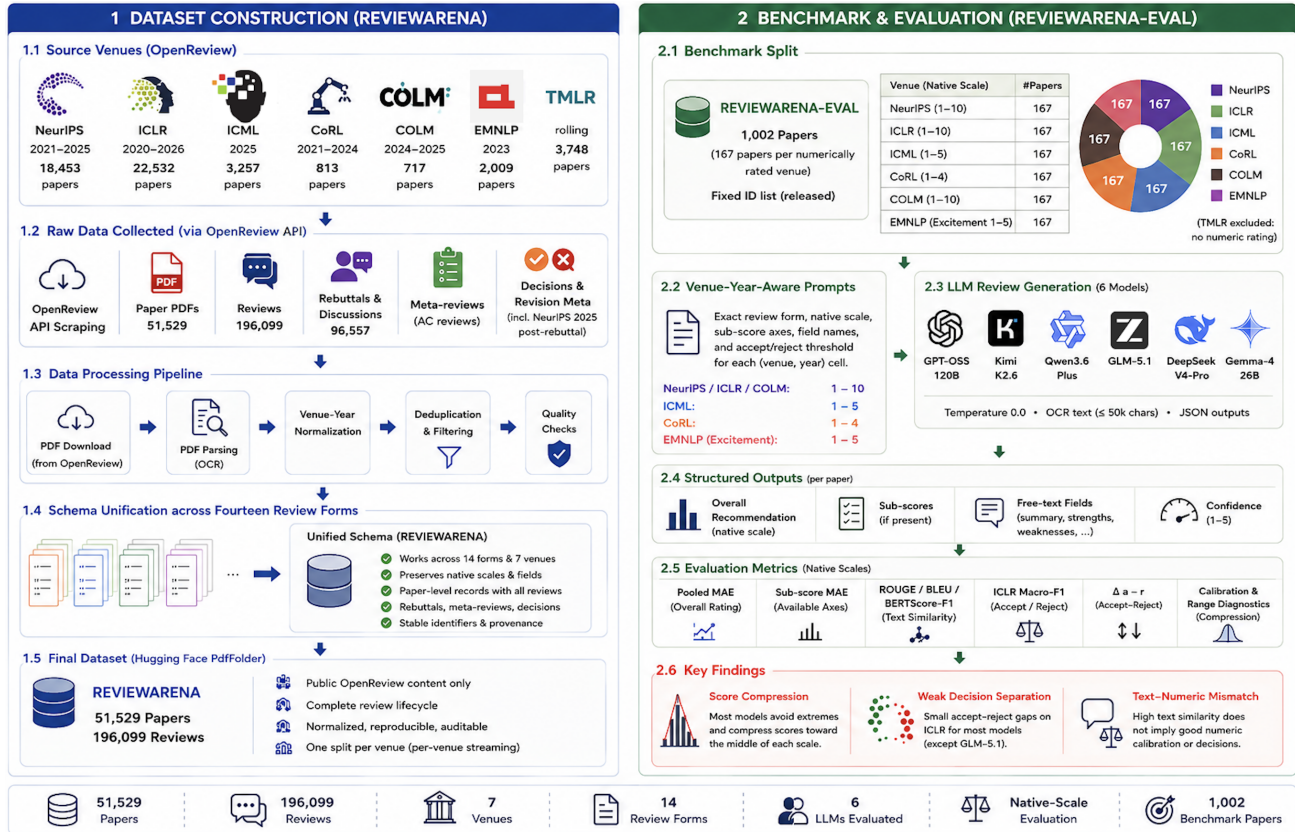 1 DATASET CONSTRUCTION (REVIEWARENA)
1.1 Source Venues (OpenReview)
COLM
TMLR
NeurIPS
2021–2025
18,453
papers
ICLR
2020–2026
22,532
papers
ICML
2025
3,257
papers
CoRL
2021–2024
813
papers
COLM
2024–2025
717
papers
EMNLP
2023
2,009
papers
rolling
3,748
papers
1.2 Raw Data Collected (via OpenReview API)
OpenReview
API Scraping
PDF
Paper PDFs
51,529
Reviews
196,099
Rebuttals &
Discussions
96,557
Meta-reviews
(AC reviews)
Decisions &
Revision Meta
(incl. NeurIPS 2025
post-rebuttal)
1.3 Data Processing Pipeline
PDF Download
(from OpenReview)
PDF Parsing
(OCR)
Venue-Year
Normalization
Deduplication
& Filtering
Quality
Checks
1.4 Schema Unification across Fourteen Review Forms
...
Unified Schema (REVIEWARENA)
Works across 14 forms & 7 venues
Preserves native scales & fields
Paper-level records with all reviews
Rebuttals, meta-reviews, decisions
Stable identifiers & provenance
1.5 Final Dataset (Hugging Face PdfFolder)
REVIEWARENA
51,529 Papers
196,099 Reviews
Public OpenReview content only
Complete review lifecycle
Normalized, reproducible, auditable
One split per venue (per-venue streaming)
2 BENCHMARK & EVALUATION (REVIEWARENA-EVAL)
2.1 Benchmark Split
REVIEWARENA-EVAL
1,002 Papers
(167 papers per numerically
rated venue)
Fixed ID list (released)
Venue (Native Scale) #Papers
NeurIPS (1–10) 167
ICLR (1–10) 167
ICML (1–5) 167
CoRL (1–4) 167
COLM (1–10) 167
EMNLP (Excitement 1–5) 167
167
167
167
167
167
167
NeurIPS
ICLR
ICML
CoRL
COLM
EMNLP
(TMLR excluded:
no numeric rating)
2.2 Venue-Year-Aware Prompts
Exact review form, native scale,
sub-score axes, field names,
and accept/reject threshold
for each (venue, year) cell.
NeurIPS / ICLR / COLM: 1 – 10
ICML: 1 – 5
CoRL: 1 – 4
EMNLP (Excitement): 1 – 5
2.3 LLM Review Generation (6 Models)
GPT-OSS
120B
Kimi
K2.6
Qwen3.6
Plus
GLM-5.1
DeepSeek
V4-Pro
Gemma-4
26B
Temperature 0.0 • OCR text (≤ 50k chars) • JSON outputs
2.4 Structured Outputs (per paper)
Overall
Recommendation
(native scale)
Sub-scores
(if present)
Free-text Fields
(summary, strengths,
weaknesses, ...)
Confidence
(1–5)
2.5 Evaluation Metrics (Native Scales)
Pooled MAE
(Overall Rating)
Sub-score MAE
(Available Axes)
ROUGE / BLEU /
BERTScore-F1
(Text Similarity)
ICLR Macro-F1
(Accept / Reject)
Δ a – r
(Accept–Reject)
Calibration &
Range Diagnostics
(Compression)
2.6 Key Findings
Score Compression
Most models avoid extremes
and compress scores toward
the middle of each scale.
Weak Decision Separation
Small accept–reject gaps on
ICLR for most models
(except GLM–5.1).
Text–Numeric Mismatch
High text similarity does
not imply good numeric
calibration or decisions.
51,529
Papers
196,099
Reviews
7
Venues
14
Review Forms
6
LLMs Evaluated
Native-Scale
Evaluation
1,002
Benchmark Papers